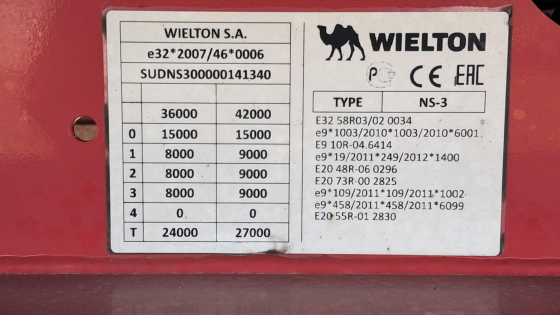 WIELTON S.A.
e32*2007/46*0006
SUDNS300000141340
36000 42000
0 15000 15000
1 8000 9000
2 8000 9000
3 8000 9000
4 0 0
T 24000 27000
WIELTON
CE EAC
TYPE NS-3
E32 58R03/02 0034
e9*1003/2010*1003/2010*6001
E9 10R-04.6414
e9*19/2011*249/2012*1400
E20 48R-06 0296
E20 73R-00 2825
e9*109/2011*109/2011*1002
e9*458/2011*458/2011*6099
E20 55R-01 2830